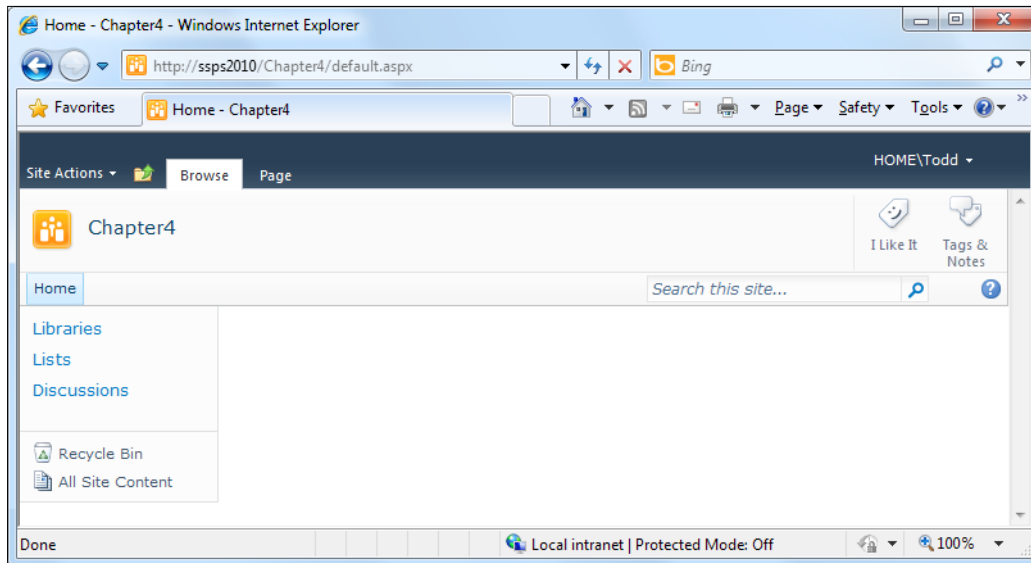 Home - Chapter4 - Windows Internet Explorer
http://ssps2010/Chapter4/default.aspx
Bing
Favorites
Home - Chapter4
Page
Safety
Tools
HOME\Todd
Site Actions
Browse
Page
Chapter4
I Like It
Tags &
Notes
Home
Search this site...
Libraries
Lists
Discussions
Recycle Bin
All Site Content
Done
Local intranet | Protected Mode: Off
100%